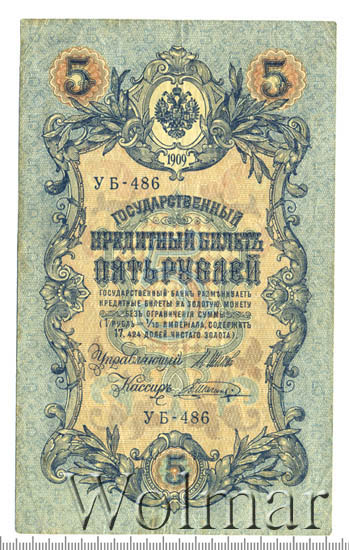 5 5
1909
УБ-486
ГОСУДАРСТВЕННЫЙ
КРЕДИТНЫЙ БИЛЕТЪ
ПЯТЬ РУБЛЕЙ
ГОСУДАРСТВЕННЫЙ БАНКЪ РАЗМѢНИВАЕТЪ
КРЕДИТНЫЕ БИЛЕТЫ НА ЗОЛОТУЮ МОНЕТУ
БЕЗЪ ОГРАНИЧЕНІЯ СУММЫ
(1 РУБЛЬ = 1/15 ИМПЕРІАЛА, СОДЕРЖИТЪ
17,424 ДОЛЕЙ ЧИСТАГО ЗОЛОТА).
Управляющій
Кассиръ
УБ-486
5
Wolmar